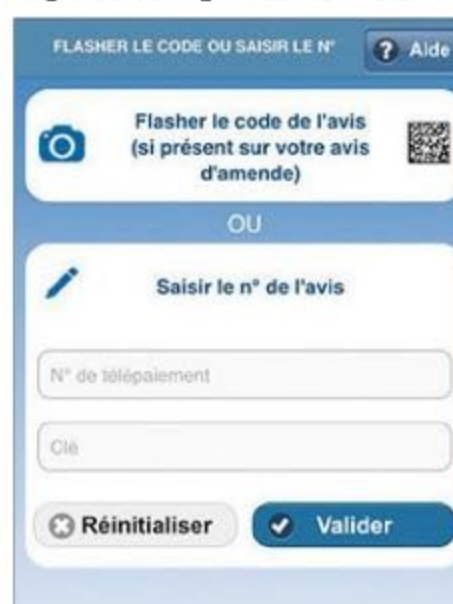 FLASHER LE CODE OU SAISIR LE N°
? Aide
Flasher le code de l'avis
(si présent sur votre avis
d'amende)
OU
Saisir le n° de l'avis
N° de télépaiement
Clé
Réinitialiser
Valider